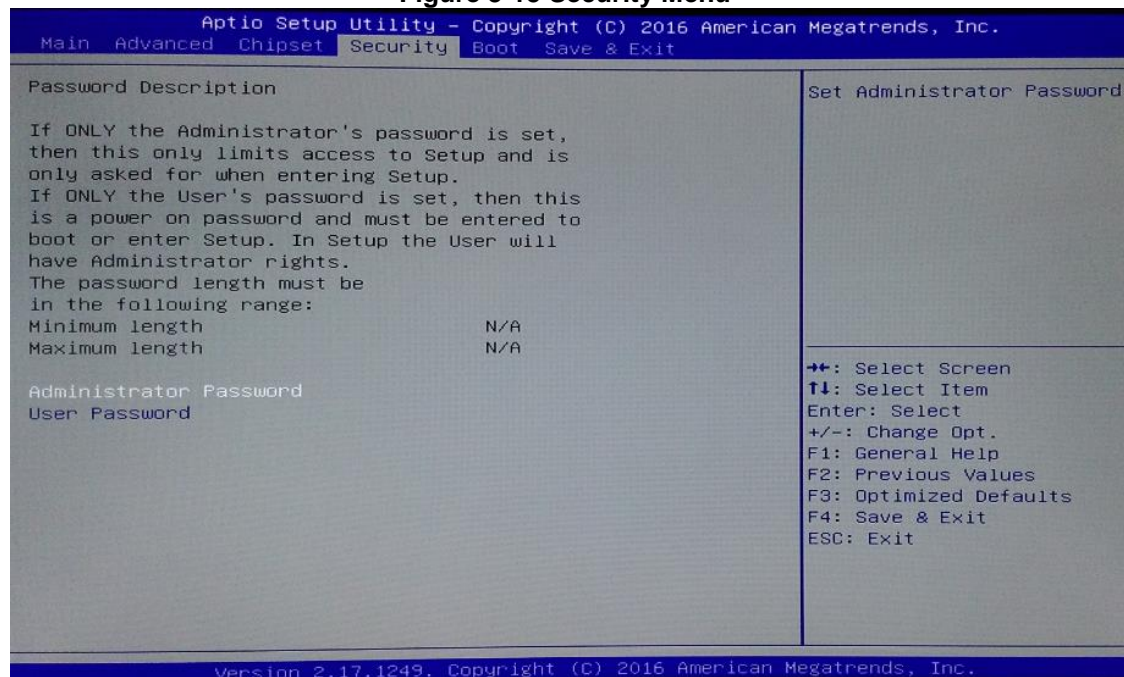 Aptio Setup Utility – Copyright (C) 2016 American Megatrends, Inc.
Main Advanced Chipset Security Boot Save & Exit
Password Description
If ONLY the Administrator's password is set,
then this only limits access to Setup and is
only asked for when entering Setup.
If ONLY the User's password is set, then this
is a power on password and must be entered to
boot or enter Setup. In Setup the User will
have Administrator rights.
The password length must be
in the following range:
Minimum length N/A
Maximum length N/A
Administrator Password
User Password
Set Administrator Password
→←: Select Screen
↑↓: Select Item
Enter: Select
+/-: Change Opt.
F1: General Help
F2: Previous Values
F3: Optimized Defaults
F4: Save & Exit
ESC: Exit
Version 2.17.1249. Copyright (C) 2016 American Megatrends, Inc.